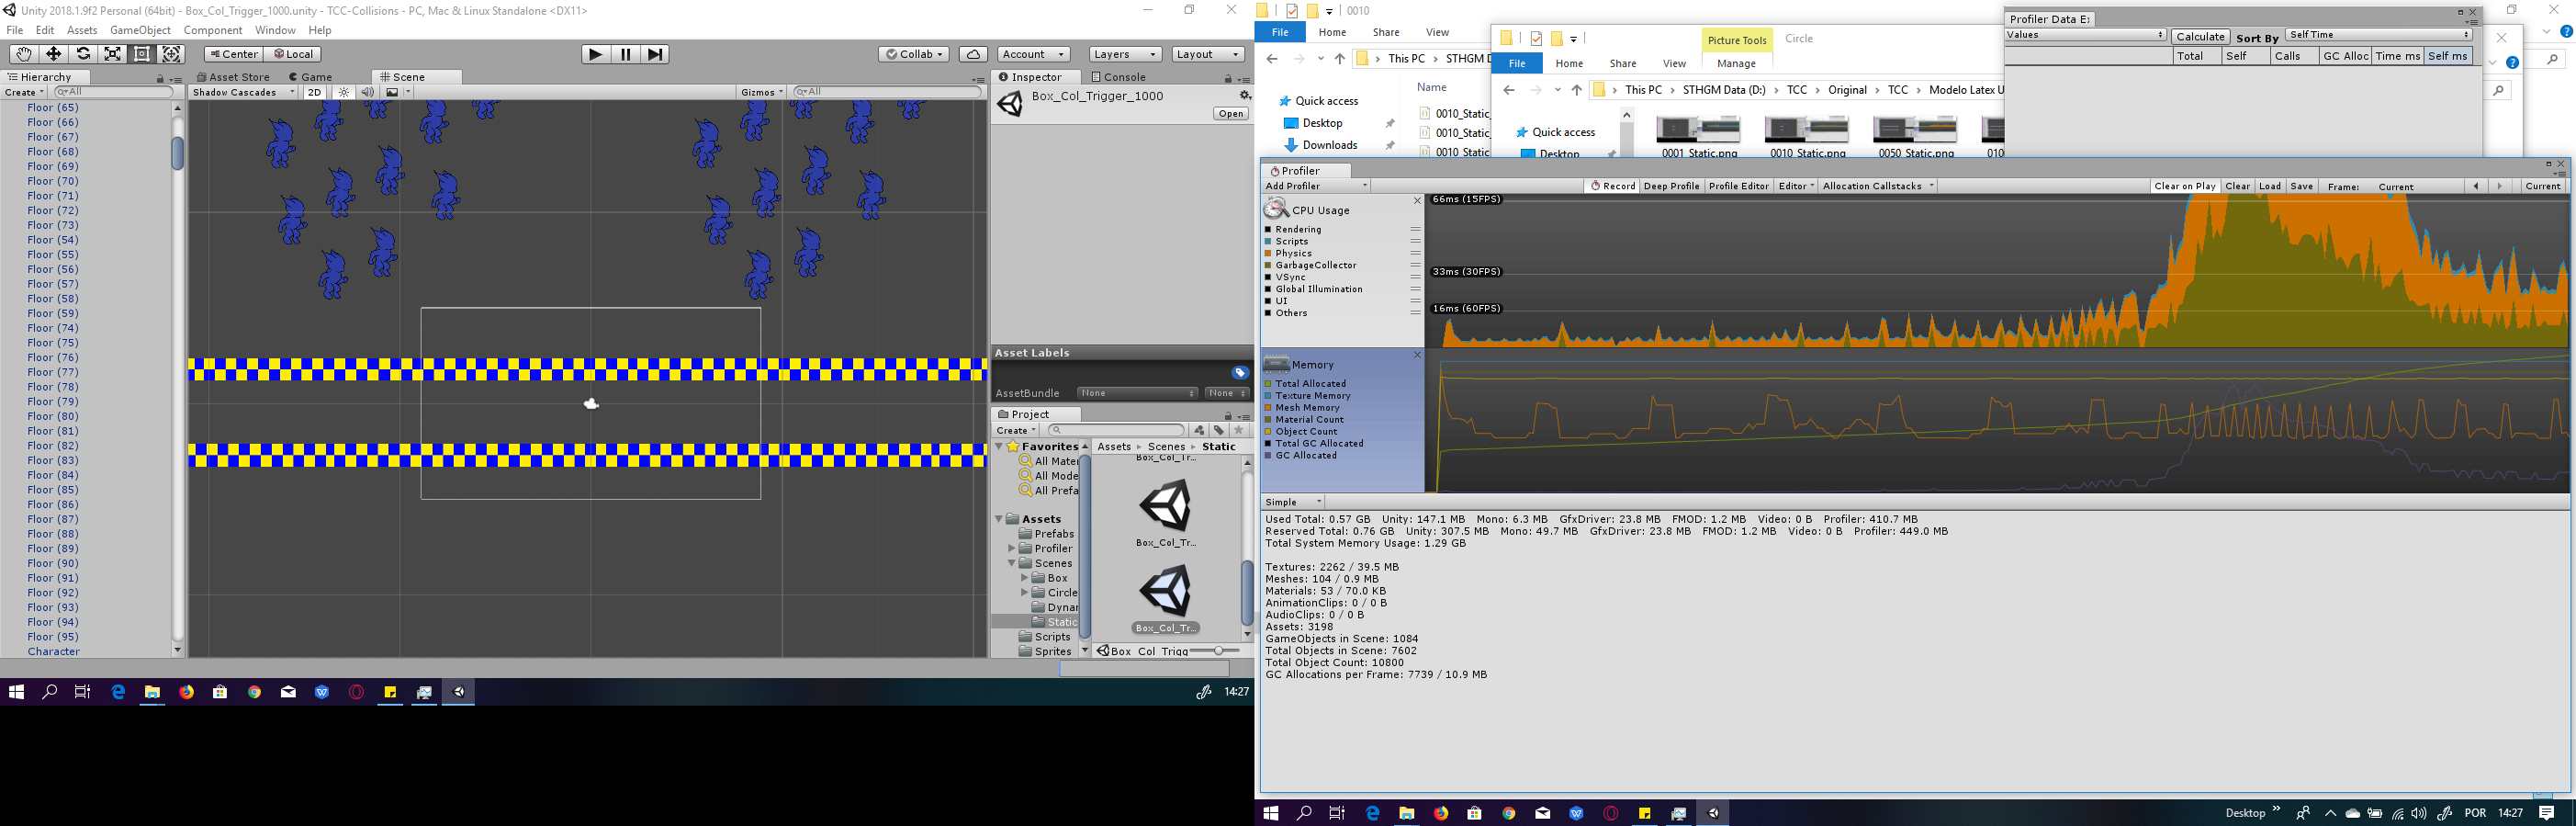 Unity 2018.1.9f2 Personal (64bit) - Box_Col_Trigger_1000.unity - TCC-Collisions - PC, Mac & Linux Standalone <DX11>
File Edit Assets GameObject Component Window Help
Center Local
Collab Account Layers Layout
Hierarchy
Create All
Floor (65)
Floor (66)
Floor (67)
Floor (68)
Floor (69)
Floor (70)
Floor (71)
Floor (72)
Floor (73)
Floor (54)
Floor (55)
Floor (56)
Floor (57)
Floor (58)
Floor (59)
Floor (74)
Floor (75)
Floor (76)
Floor (77)
Floor (78)
Floor (79)
Floor (80)
Floor (81)
Floor (82)
Floor (83)
Floor (84)
Floor (85)
Floor (86)
Floor (87)
Floor (88)
Floor (89)
Floor (90)
Floor (91)
Floor (92)
Floor (93)
Floor (94)
Floor (95)
Character
Asset Store Game Scene
Shadow Cascades 2D Gizmos All
Inspector Console
Box_Col_Trigger_1000
Open
Asset Labels
AssetBundle None None
Project
Create
Favorites
All Mater
All Mode
All Prefa
Assets
Prefabs
Profiler
Scenes
Box
Circle
Dynar
Static
Scripts
Sprites
Assets Scenes Static
Box_Col_Tr...
Box_Col_Tr...
Box_Col_Tr...
Box Col Trigg
14:27
0010
File Home Share View
This PC STHGM D
Quick access
Desktop
Downloads
Name
0010_Static_
0010_Static_
0010 Static
Picture Tools Circle
File Home Share View Manage
This PC STHGM Data (D:) TCC Original TCC Modelo Latex U
Quick access
Desktop
0001_Static.png 0010_Static.png 0050_Static.png 010
Profiler Data E
Values Calculate Sort By Self Time
Total Self Calls GC Alloc Time ms Self ms
Profiler
Add Profiler Record Deep Profile Profile Editor Editor Allocation Callstacks Clear on Play Clear Load Save Frame: Current Current
CPU Usage
Rendering
Scripts
Physics
GarbageCollector
VSync
Global Illumination
UI
Others
66ms (15FPS)
33ms (30FPS)
16ms (60FPS)
Memory
Total Allocated
Texture Memory
Mesh Memory
Material Count
Object Count
Total GC Allocated
GC Allocated
Simple
Used Total: 0.57 GB Unity: 147.1 MB Mono: 6.3 MB GfxDriver: 23.8 MB FMOD: 1.2 MB Video: 0 B Profiler: 410.7 MB
Reserved Total: 0.76 GB Unity: 307.5 MB Mono: 49.7 MB GfxDriver: 23.8 MB FMOD: 1.2 MB Video: 0 B Profiler: 449.0 MB
Total System Memory Usage: 1.29 GB
Textures: 2262 / 39.5 MB
Meshes: 104 / 0.9 MB
Materials: 53 / 70.0 KB
AnimationClips: 0 / 0 B
AudioClips: 0 / 0 B
Assets: 3198
GameObjects in Scene: 1084
Total Objects in Scene: 7602
Total Object Count: 10800
GC Allocations per Frame: 7739 / 10.9 MB
Desktop POR 14:27